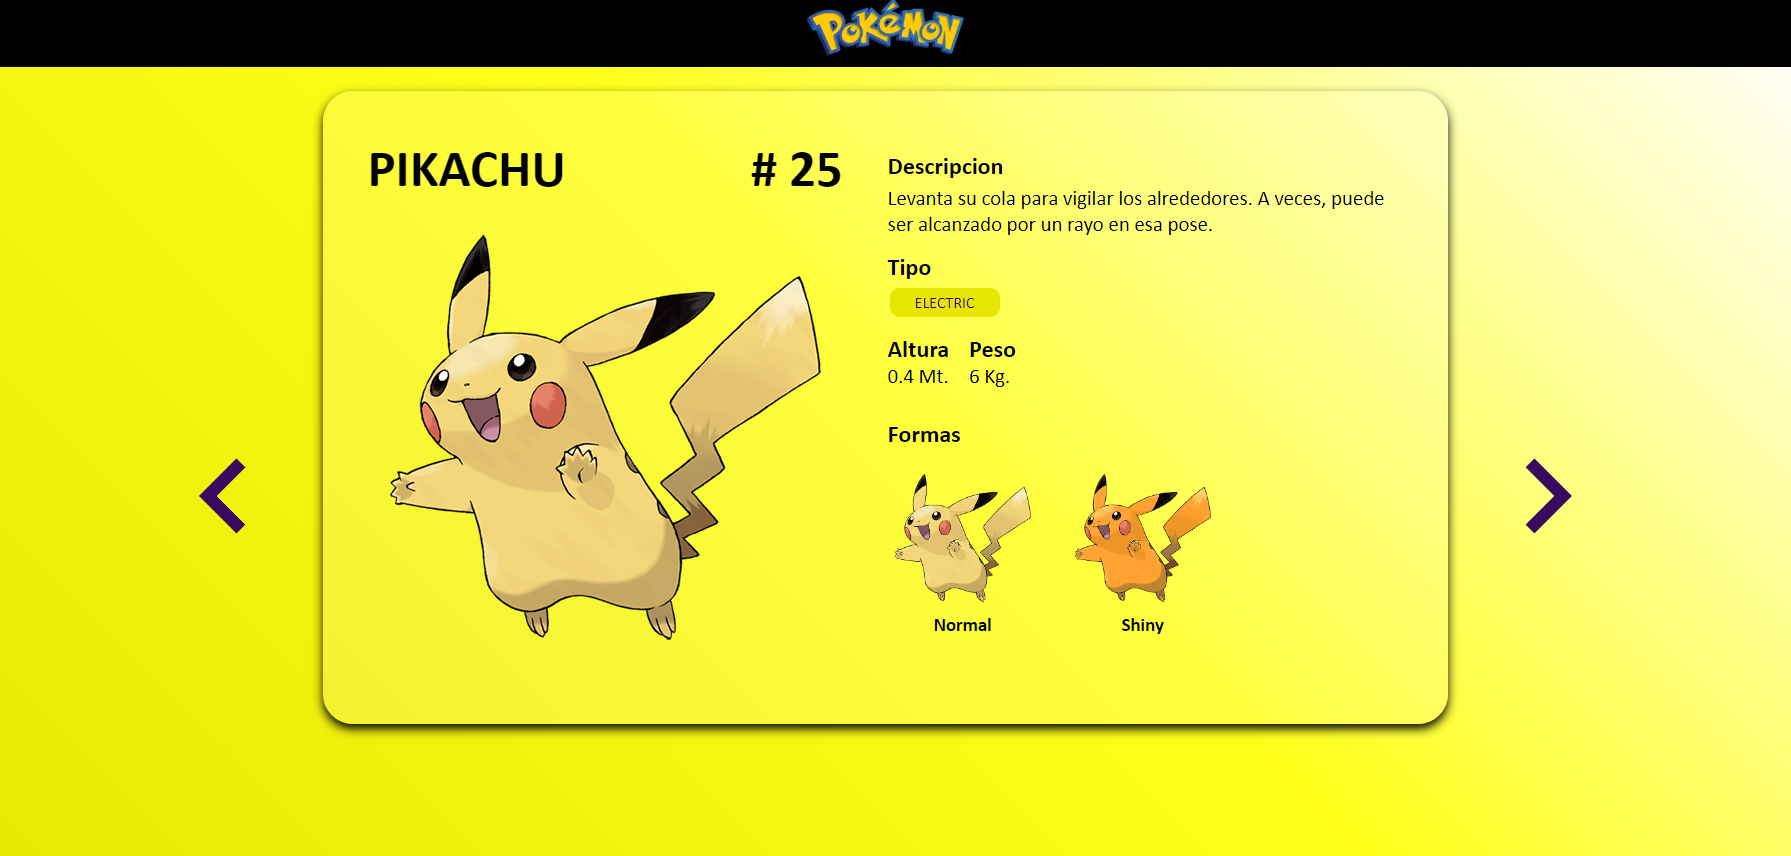 POKéMON
PIKACHU
# 25
Descripcion
Levanta su cola para vigilar los alrededores. A veces, puede
ser alcanzado por un rayo en esa pose.
Tipo
ELECTRIC
Altura Peso
0.4 Mt. 6 Kg.
Formas
Normal
Shiny